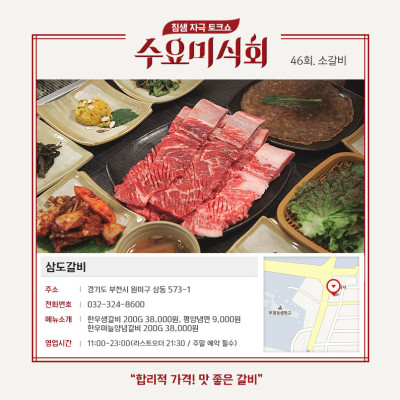 침샘 자극 토크쇼
수요미식회
46회. 소갈비
삼도갈비
주소 경기도 부천시 원미구 상동 573-1
전화번호 032-324-8600
메뉴소개 한우생갈비 200G 38,000원, 평양냉면 9,000원
한우마늘양념갈비 200G 38,000원
영업시간 11:00-23:00(라스트오더 21:30 / 주말 예약 필수)
“합리적 가격! 맛 좋은 갈비”